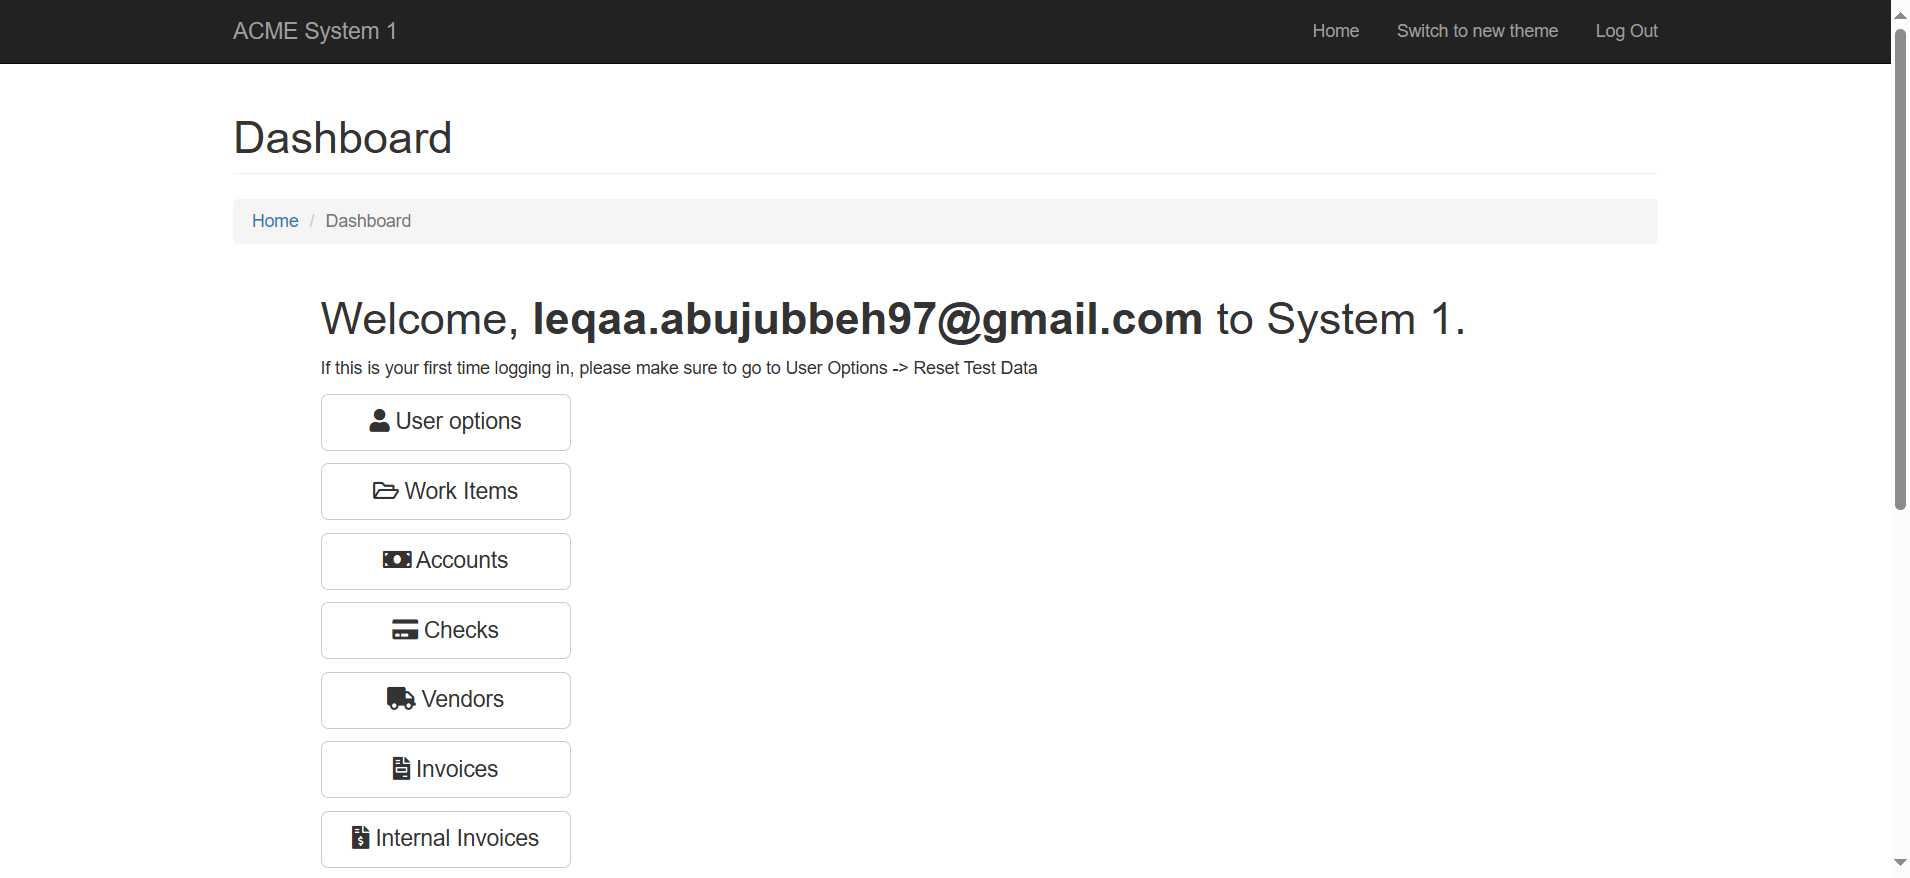 ACME System 1
Home
Switch to new theme
Log Out
Dashboard
Home / Dashboard
Welcome, leqaa.abujubbeh97@gmail.com to System 1.
If this is your first time logging in, please make sure to go to User Options -> Reset Test Data
User options
Work Items
Accounts
Checks
Vendors
Invoices
Internal Invoices